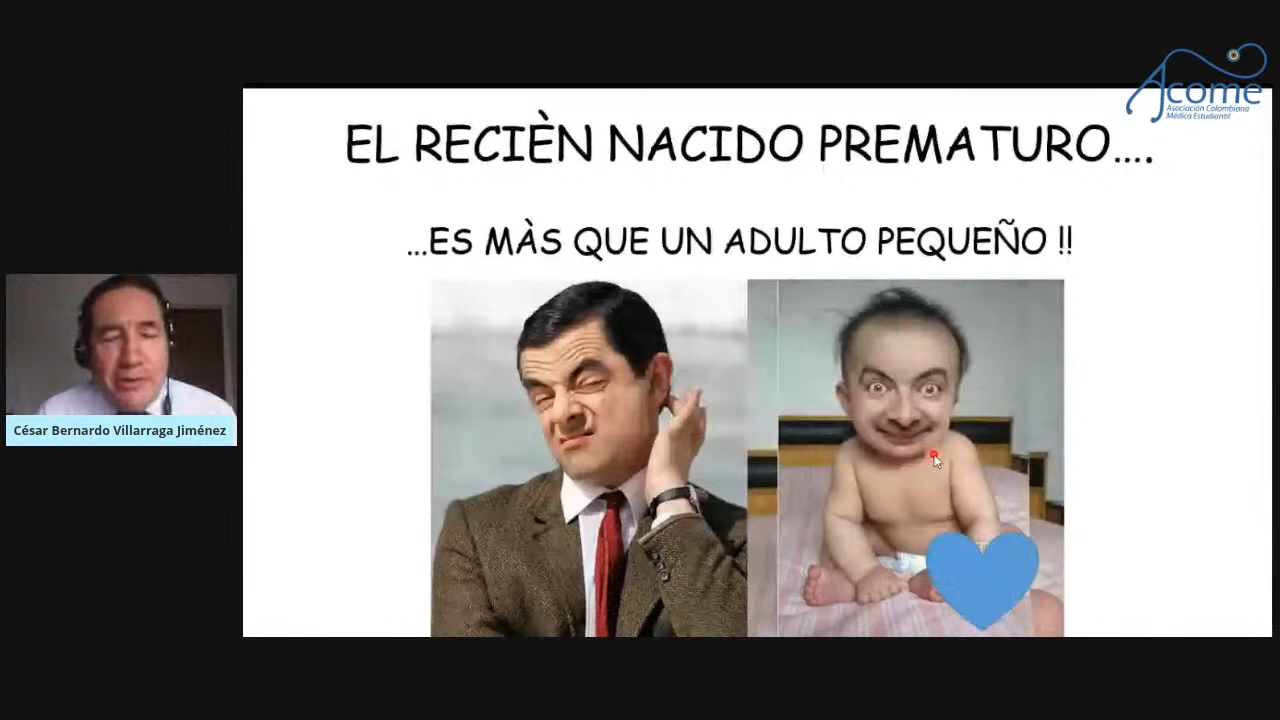 Acome
Asociación Colombiana
Médica Estudiantil
EL RECIÈN NACIDO PREMATURO....
...ES MÀS QUE UN ADULTO PEQUEÑO !!
César Bernardo Villarraga Jiménez